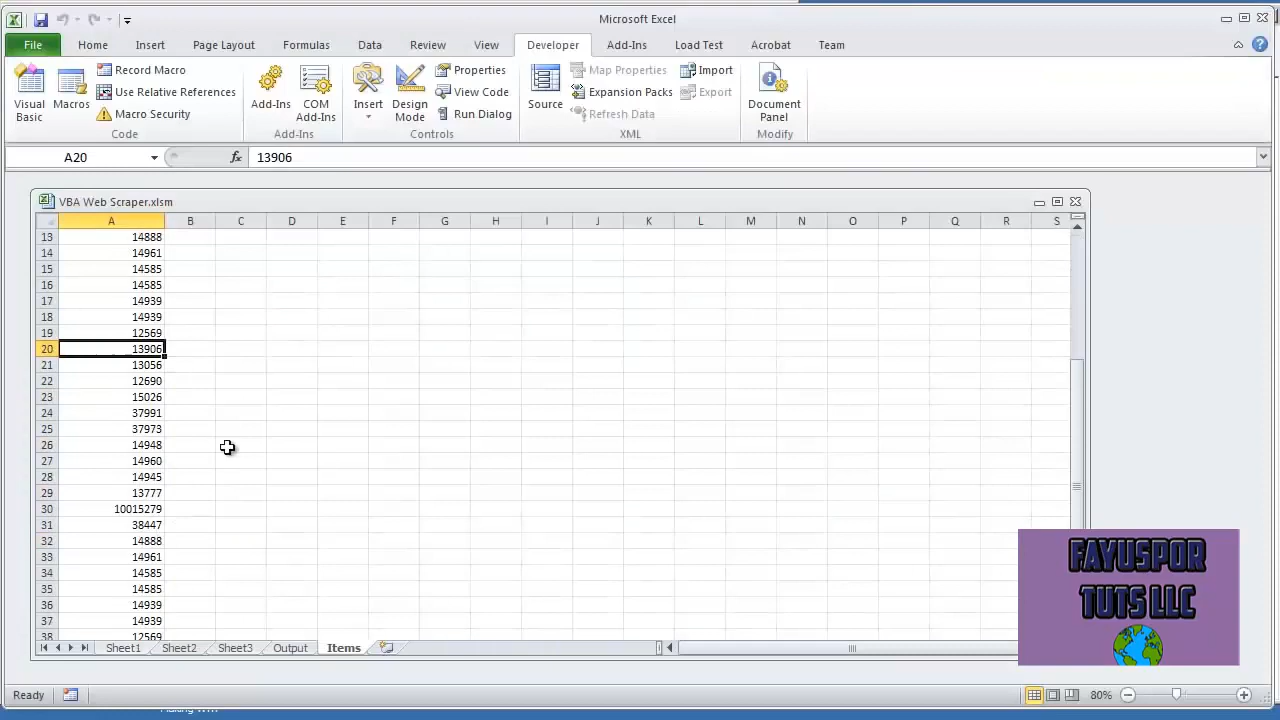 Microsoft Excel
File Home Insert Page Layout Formulas Data Review View Developer Add-Ins Load Test Acrobat Team
Visual Basic
Macros
Record Macro
Use Relative References
Macro Security
Code
Add-Ins
COM Add-Ins
Add-Ins
Insert
Design Mode
Properties
View Code
Run Dialog
Controls
Source
Map Properties
Expansion Packs
Refresh Data
Import
Export
XML
Document Panel
Modify
A20 fx 13906
VBA Web Scraper.xlsm
A B C D E F G H I J K L M N O P Q R S
13 14888
14 14961
15 14585
16 14585
17 14939
18 14939
19 12569
20 13906
21 13056
22 12690
23 15026
24 37991
25 37973
26 14948
27 14960
28 14945
29 13777
30 10015279
31 38447
32 14888
33 14961
34 14585
35 14585
36 14939
37 14939
38 12569
Sheet1 Sheet2 Sheet3 Output Items
FAYUSPOR
TUTS LLC
Ready 80%